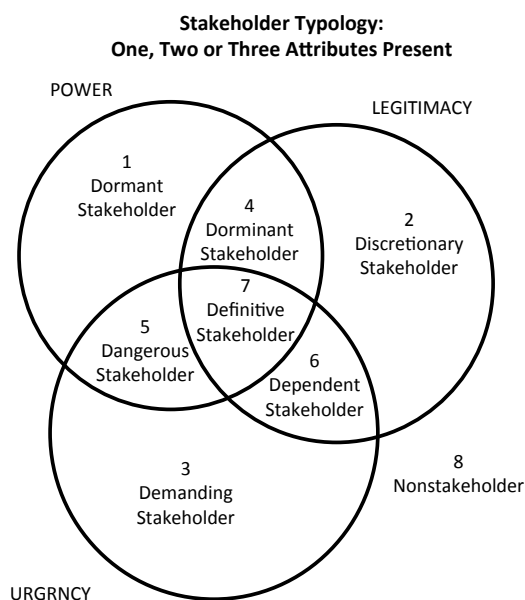 Stakeholder Typology:
One, Two or Three Attributes Present
POWER
LEGITIMACY
1
Dormant
Stakeholder
4
Dorminant
Stakeholder
2
Discretionary
Stakeholder
7
Definitive
Stakeholder
5
Dangerous
Stakeholder
6
Dependent
Stakeholder
3
Demanding
Stakeholder
8
Nonstakeholder
URGRNCY